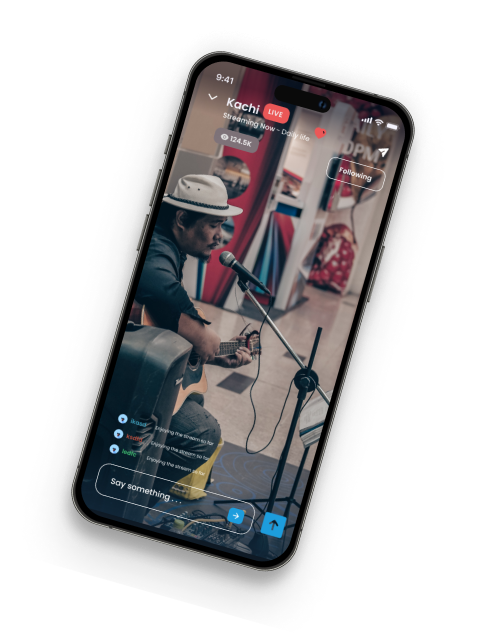 9:41
Kachi LIVE
Streaming Now - Daily life
124.5K
Following
Enjoying the stream so far
Enjoying the stream so far
Enjoying the stream so far
Say something . . .